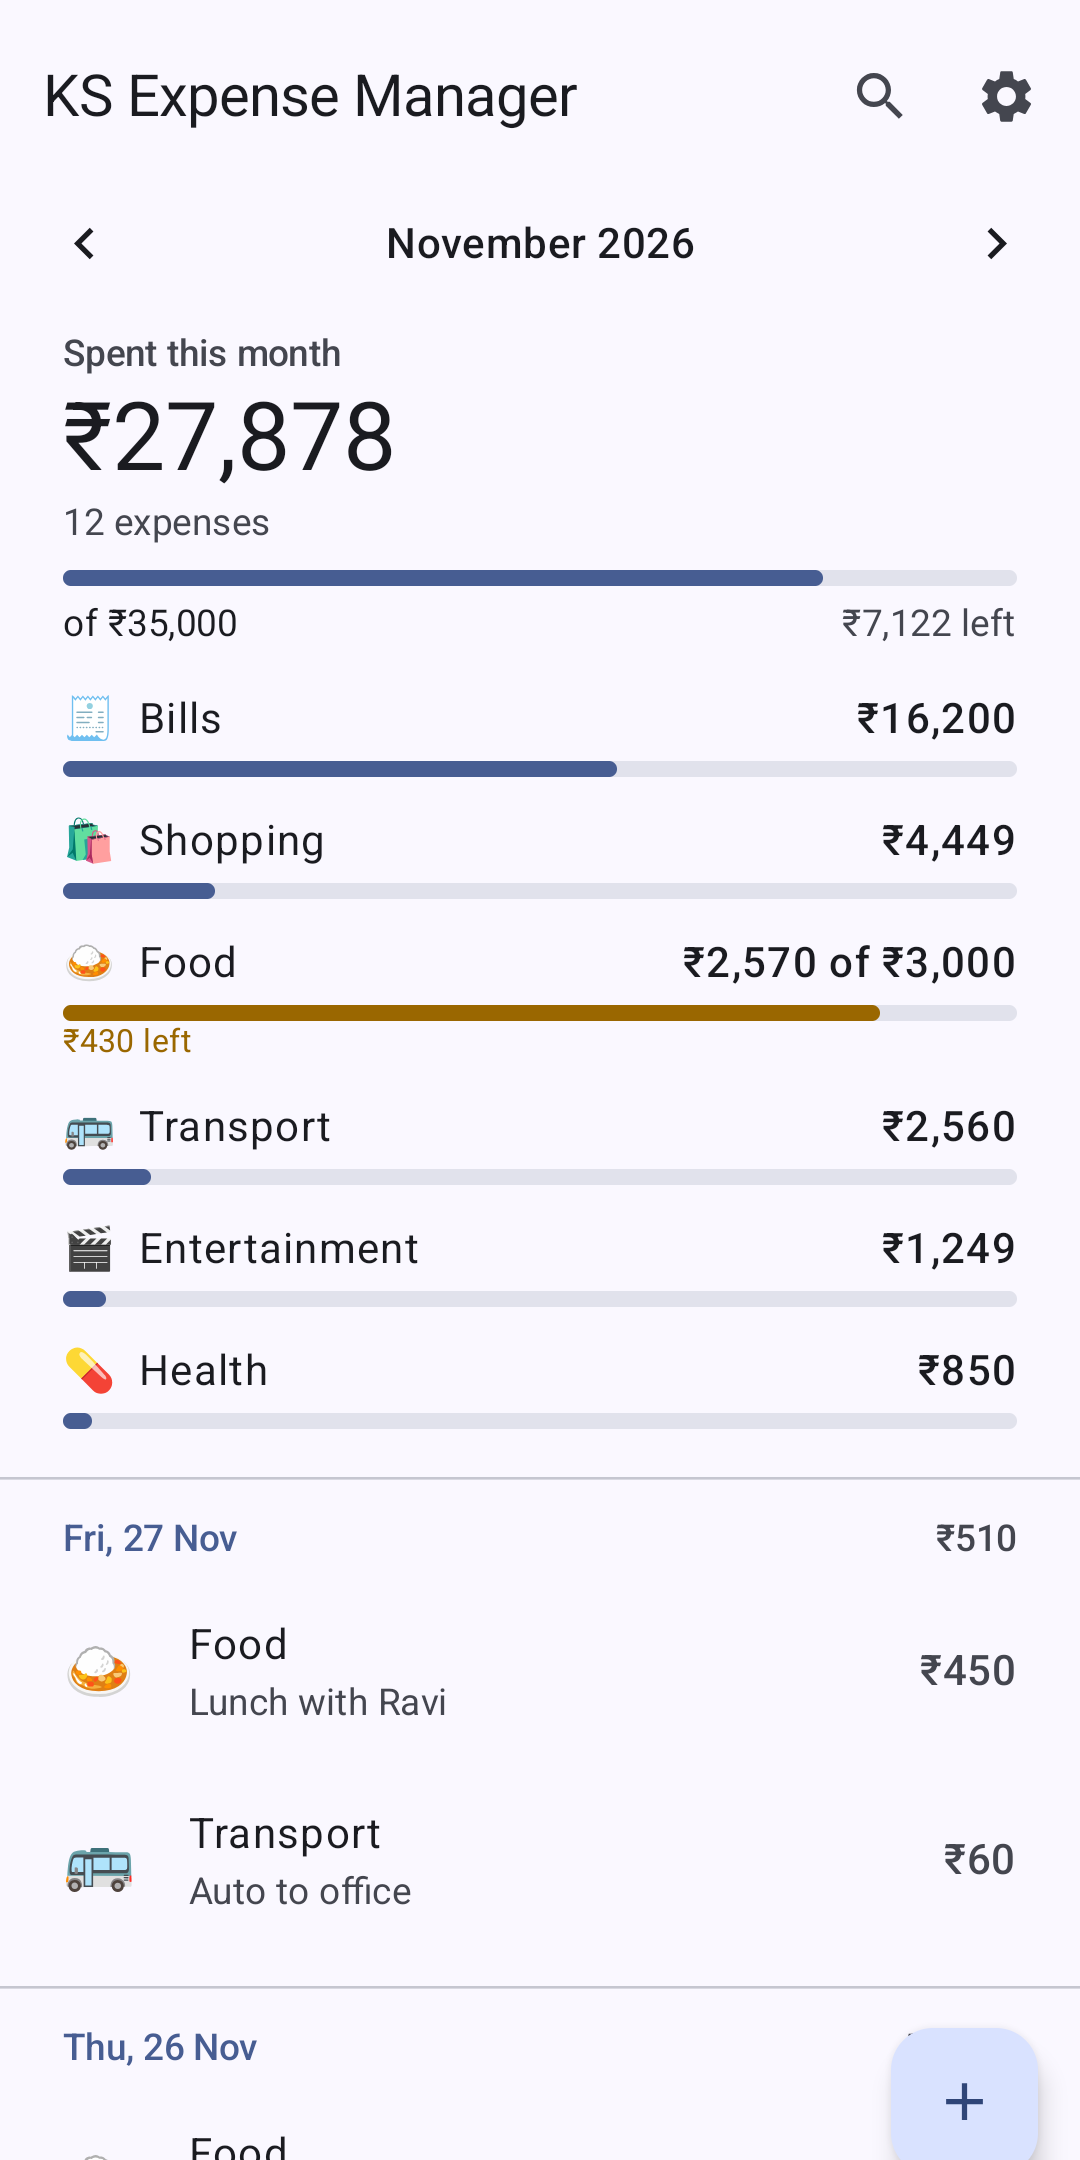 KS Expense Manager
November 2026
Spent this month
₹27,878
12 expenses
of ₹35,000 ₹7,122 left
Bills ₹16,200
Shopping ₹4,449
Food ₹2,570 of ₹3,000
₹430 left
Transport ₹2,560
Entertainment ₹1,249
Health ₹850
Fri, 27 Nov ₹510
Food
Lunch with Ravi
₹450
Transport
Auto to office
₹60
Thu, 26 Nov
Food